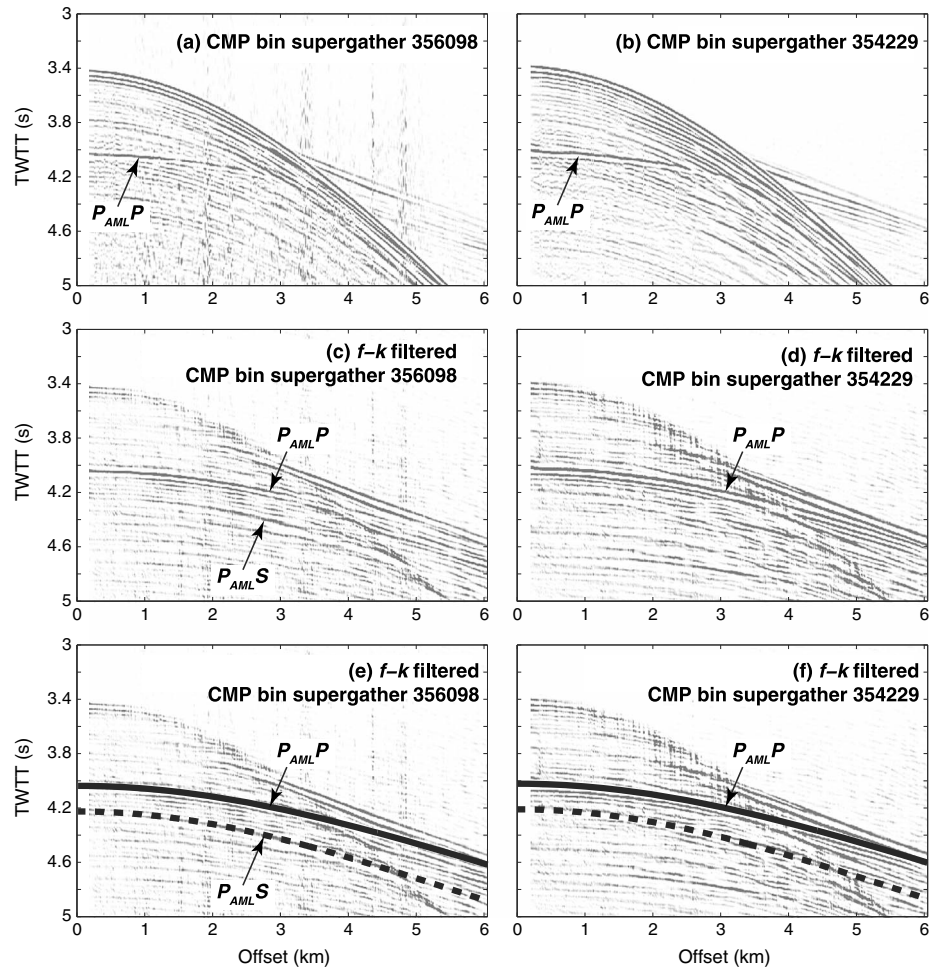 (a) CMP bin supergather 356098
TWTT (s)
3
3.4
3.8
4.2
4.6
5
P_AML P
0 1 2 3 4 5 6
(b) CMP bin supergather 354229
P_AML P
0 1 2 3 4 5 6
(c) f–k filtered
CMP bin supergather 356098
TWTT (s)
3
3.4
3.8
4.2
4.6
5
P_AML P
P_AML S
0 1 2 3 4 5 6
(d) f–k filtered
CMP bin supergather 354229
P_AML P
0 1 2 3 4 5 6
(e) f–k filtered
CMP bin supergather 356098
TWTT (s)
3
3.4
3.8
4.2
4.6
5
P_AML P
P_AML S
0 1 2 3 4 5 6
Offset (km)
(f) f–k filtered
CMP bin supergather 354229
P_AML P
0 1 2 3 4 5 6
Offset (km)